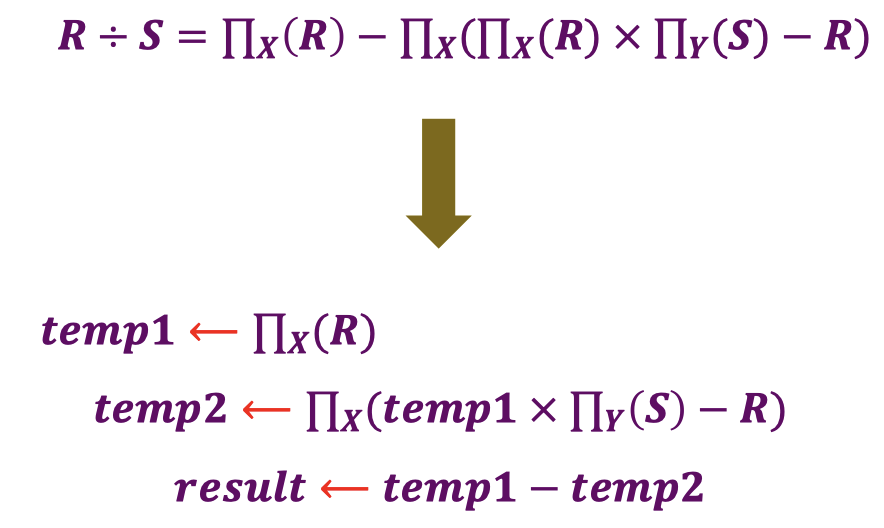 R ÷ S = ∏X(R) − ∏X(∏X(R) × ∏Y(S) − R)
temp1 ← ∏X(R)
temp2 ← ∏X(temp1 × ∏Y(S) − R)
result ← temp1 − temp2